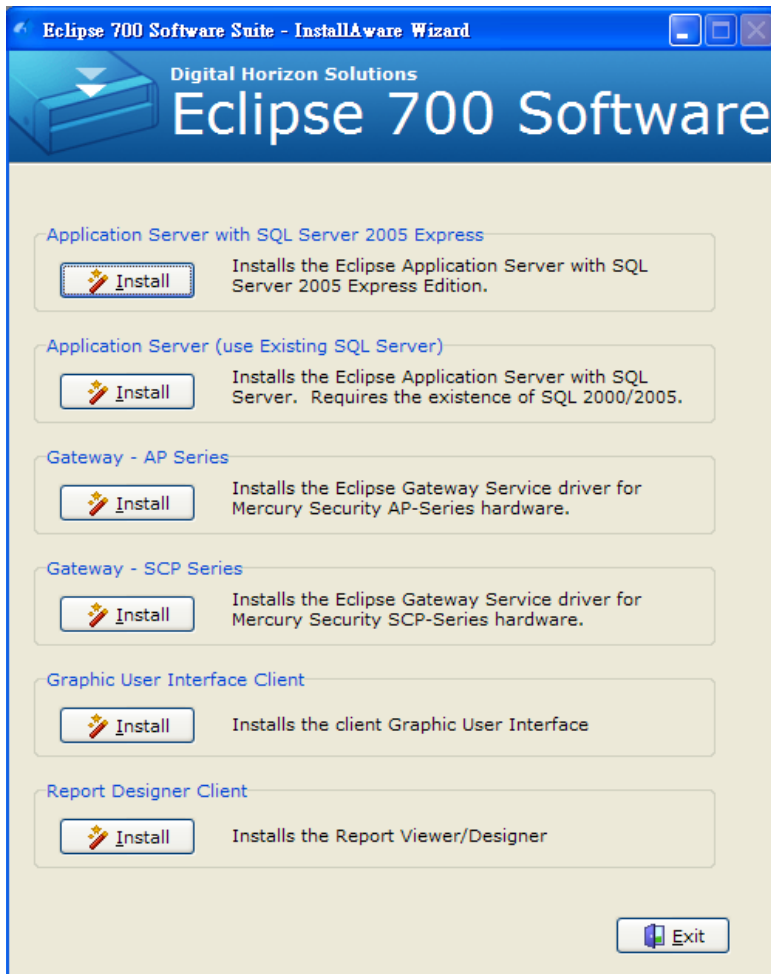 Eclipse 700 Software Suite - InstallAware Wizard
Digital Horizon Solutions
Eclipse 700 Software
Application Server with SQL Server 2005 Express
Install
Installs the Eclipse Application Server with SQL
Server 2005 Express Edition.
Application Server (use Existing SQL Server)
Install
Installs the Eclipse Application Server with SQL
Server. Requires the existence of SQL 2000/2005.
Gateway - AP Series
Install
Installs the Eclipse Gateway Service driver for
Mercury Security AP-Series hardware.
Gateway - SCP Series
Install
Installs the Eclipse Gateway Service driver for
Mercury Security SCP-Series hardware.
Graphic User Interface Client
Install
Installs the client Graphic User Interface
Report Designer Client
Install
Installs the Report Viewer/Designer
Exit